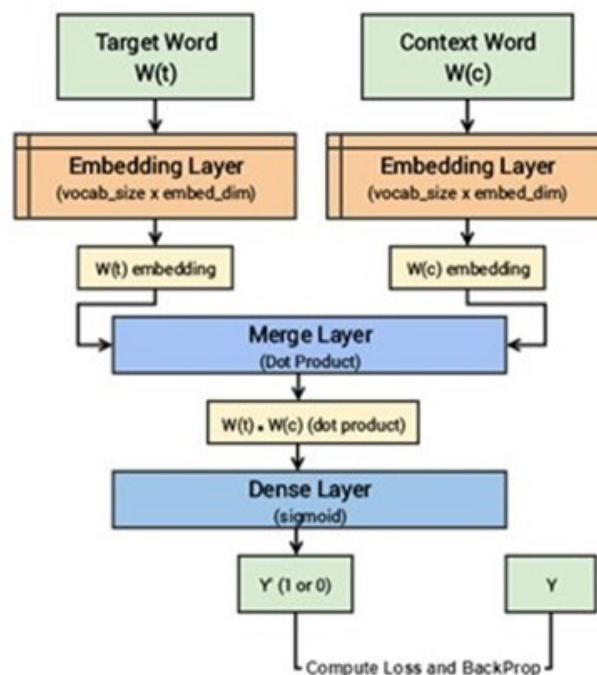 Target Word
W(t)
Context Word
W(c)
Embedding Layer
(vocab_size x embed_dim)
Embedding Layer
(vocab_size x embed_dim)
W(t) embedding
W(c) embedding
Merge Layer
(Dot Product)
W(t) . W(c) (dot product)
Dense Layer
(sigmoid)
Y' (1 or 0)
Y
Compute Loss and BackProp